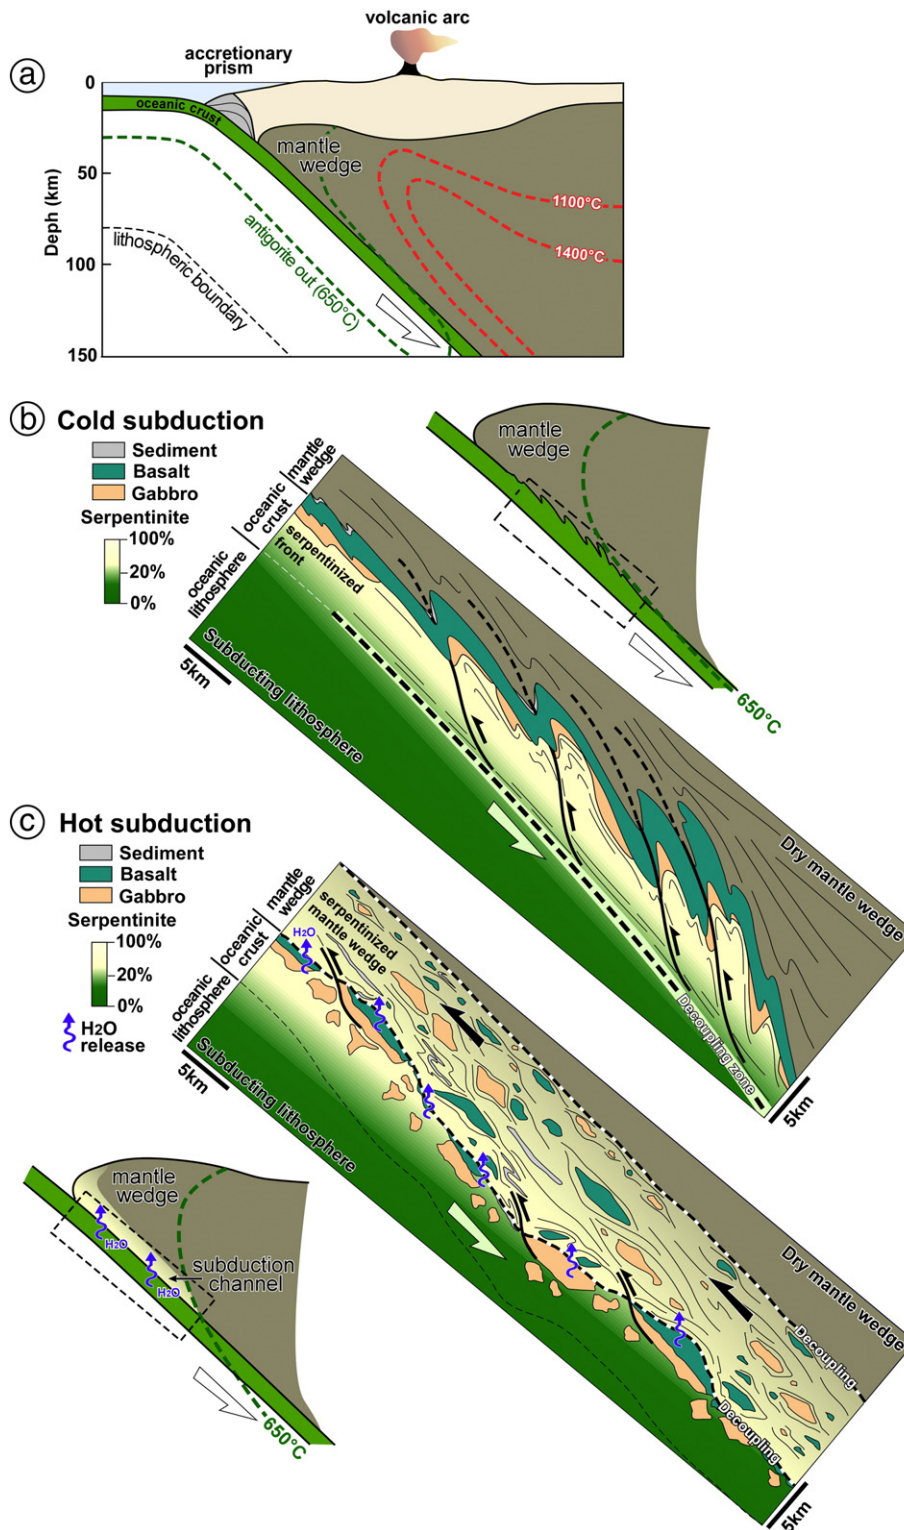 volcanic arc
accretionary
prism
a
0
50
100
150
Deph (km)
oceanic crust
mantle
wedge
1100°C
1400°C
antigorite out (650°C)
lithospheric boundary
b Cold subduction
Sediment
Basalt
Gabbro
Serpentinite
100%
20%
0%
mantle
wedge
oceanic
crust
oceanic
lithosphere
serpentinized
front
Subducting lithosphere
5km
Dry mantle wedge
Decoupling zone
5km
mantle
wedge
650°C
c Hot subduction
Sediment
Basalt
Gabbro
Serpentinite
100%
20%
0%
H2O
release
mantle
wedge
oceanic
crust
oceanic
lithosphere
H2O
serpentinized
mantle wedge
Subducting lithosphere
5km
Dry mantle wedge
Decoupling
Decoupling
5km
mantle
wedge
H2O
H2O
subduction
channel
650°C